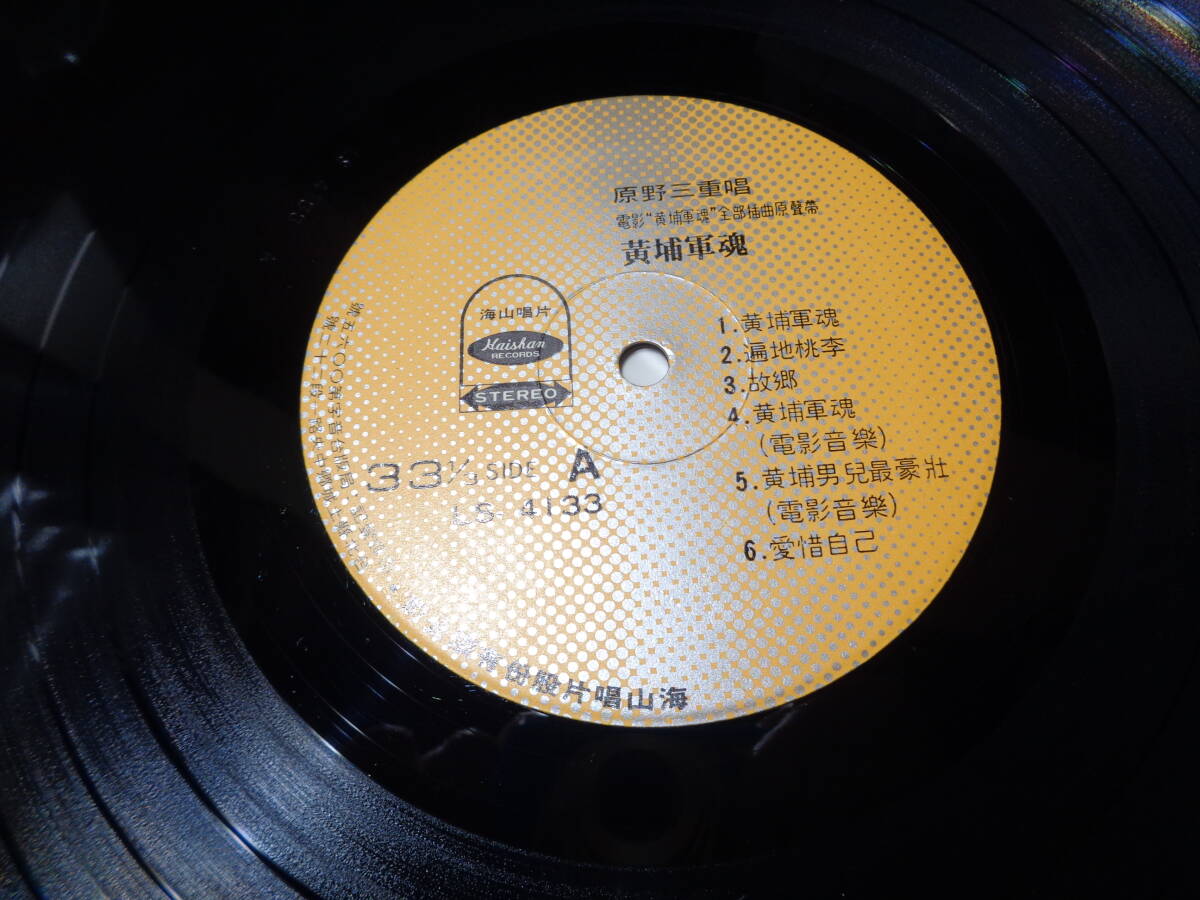 原野三重唱
電影“黃埔軍魂”全部插曲原聲帶
黃埔軍魂
海山唱片
Haishan
RECORDS
STEREO
1.黃埔軍魂
2.遍地桃李
3.故鄉
4.黃埔軍魂
(電影音樂)
5.黃埔男兒最豪壯
(電影音樂)
6.愛惜自己
33⅓ SIDE A
LS 4133
海山唱片股份